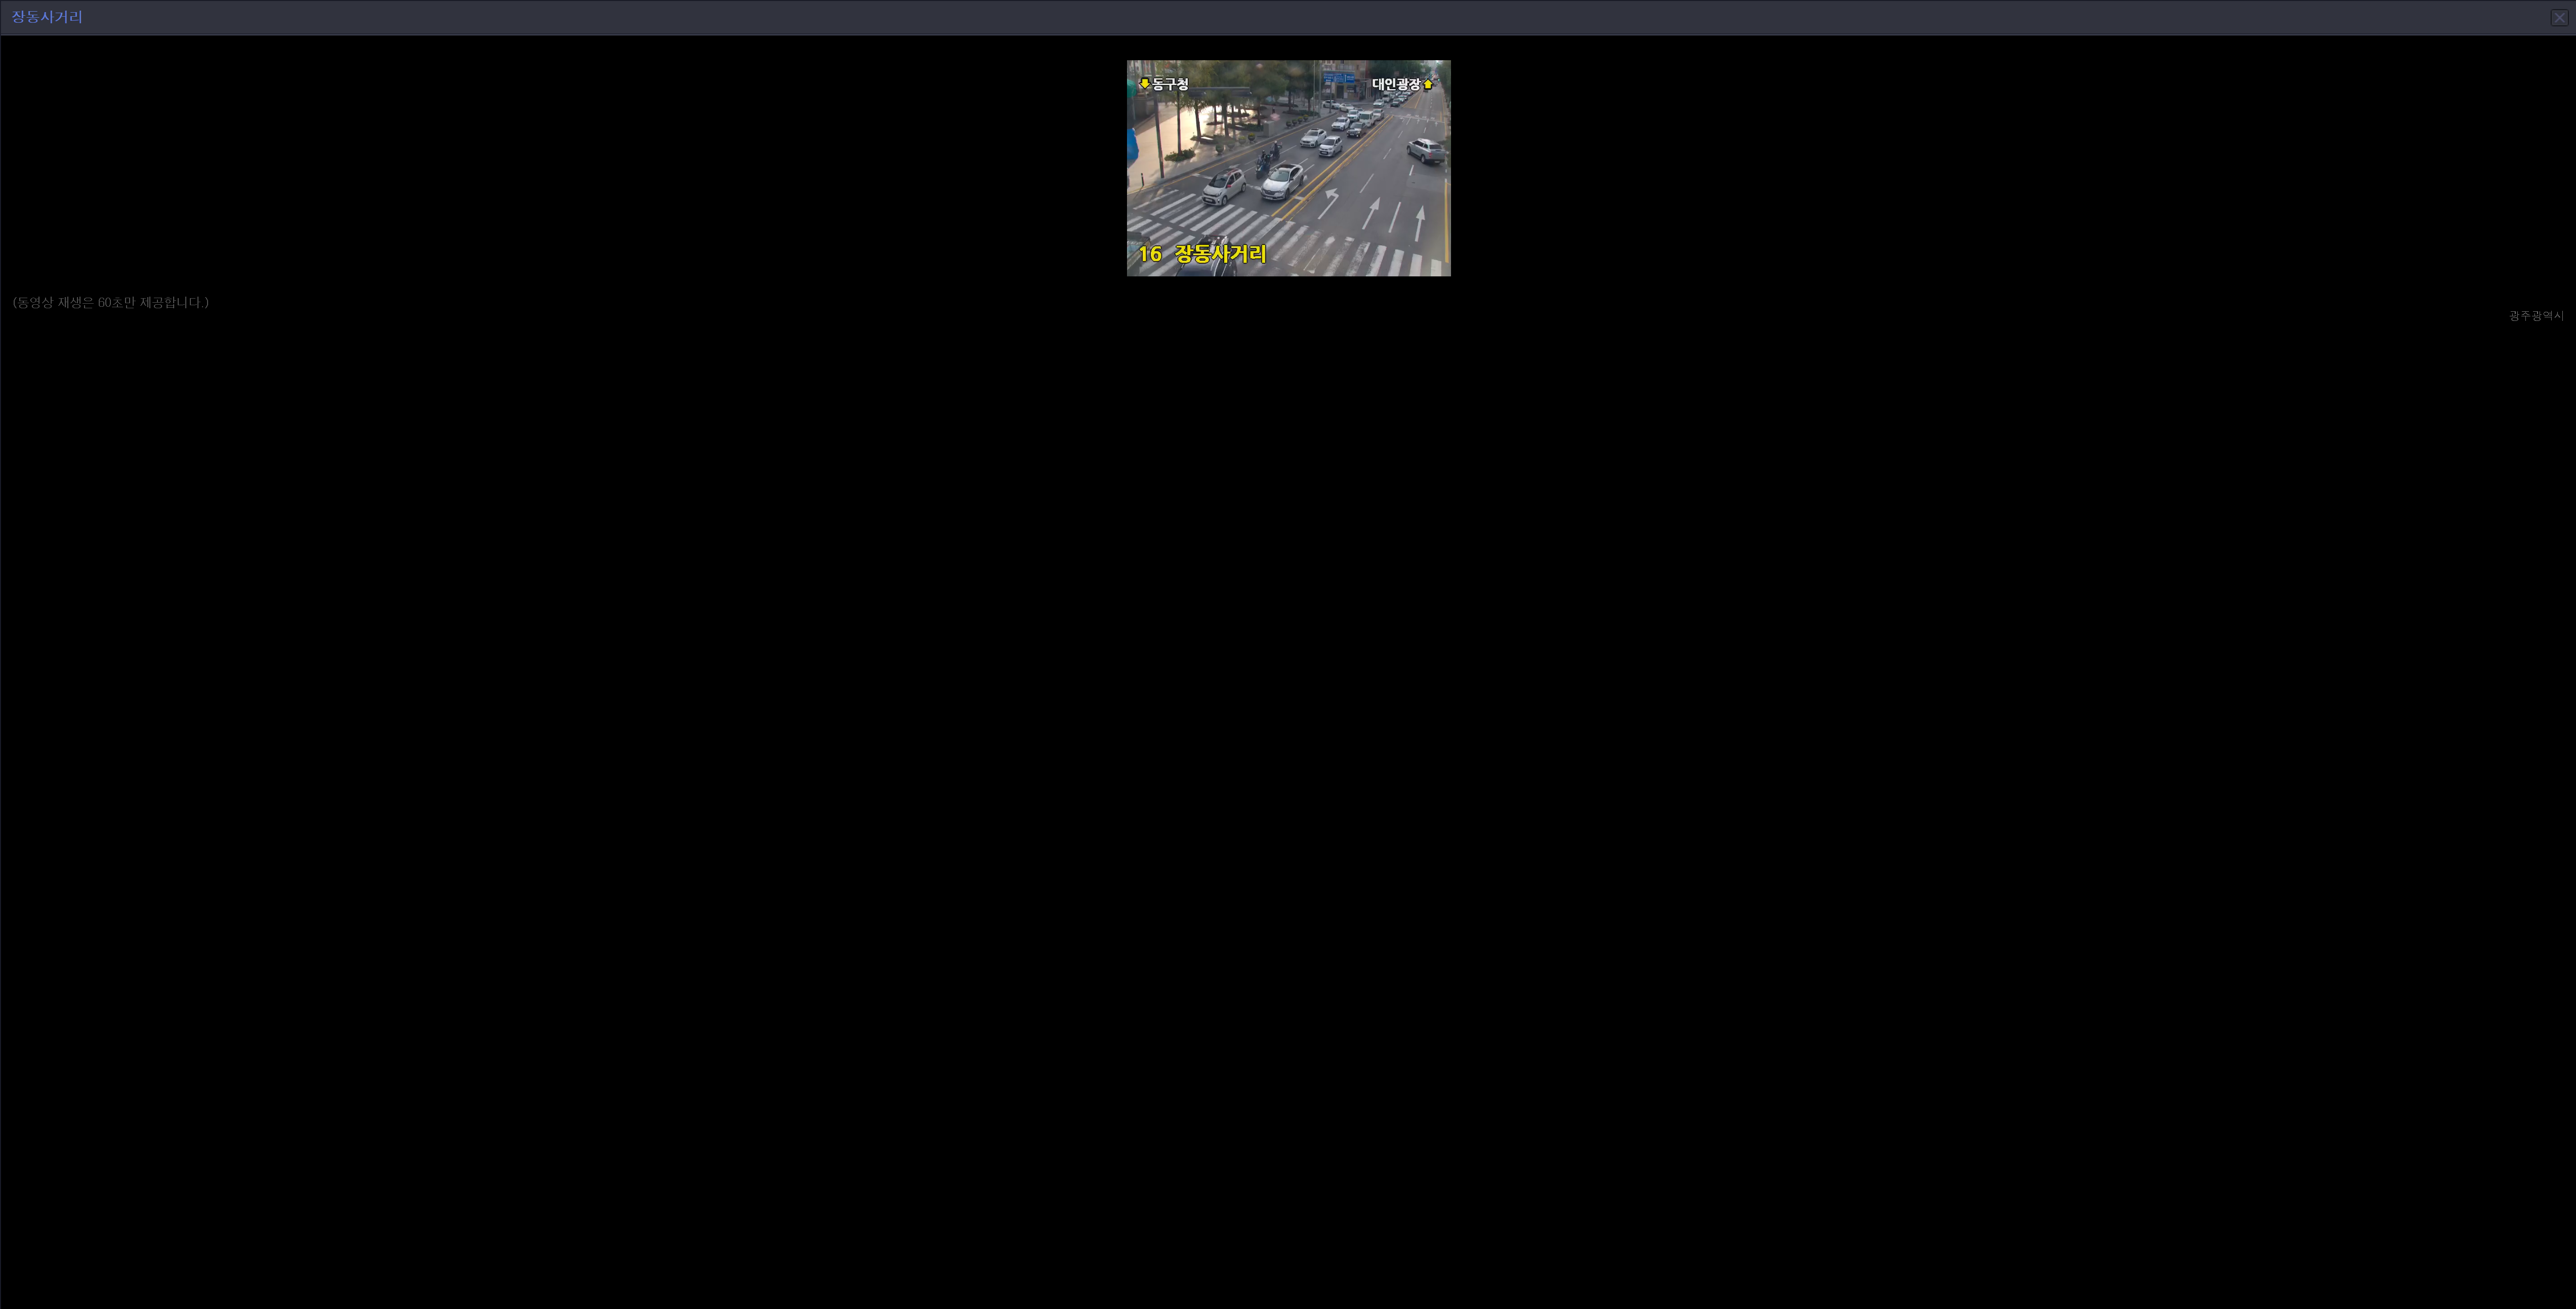 장동사거리
동구청
대인광장
16 장동사거리
(동영상 재생은 60초만 제공합니다.)
광주광역시